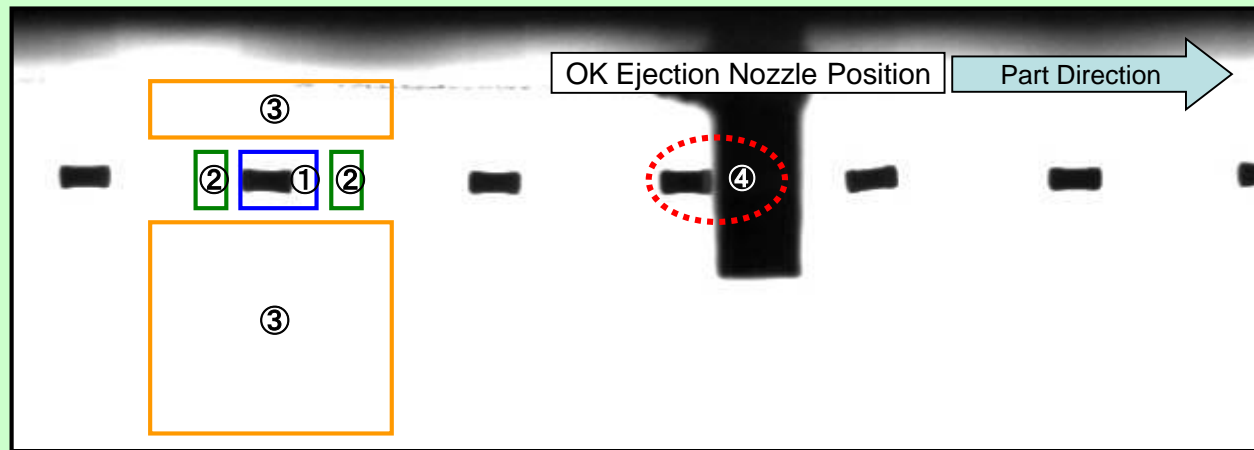 OK Ejection Nozzle Position
Part Direction
③
② ① ②
④
③